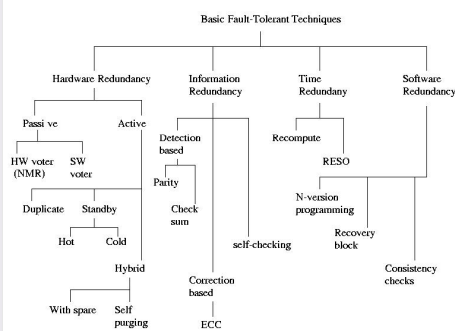 Basic Fault-Tolerant Techniques
Hardware Redundancy
Information
Redundancy
Time
Redundany
Software
Redundancy
Passi ve
Active
HW voter
(NMR)
SW
voter
Duplicate
Standby
Hot
Cold
Hybrid
With spare
Self
purging
Detection
based
Parity
Check
sum
self-checking
Correction
based
ECC
Recompute
RESO
N-version
programming
Recovery
block
Consistency
checks